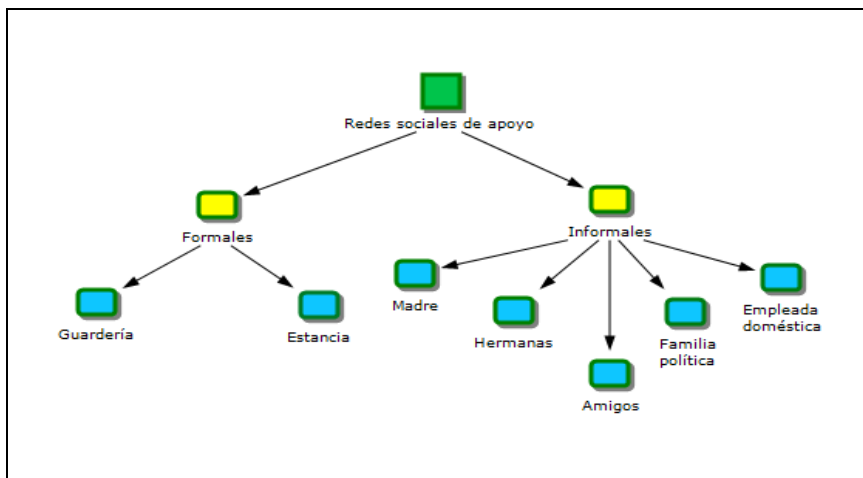 Redes sociales de apoyo
Formales
Informales
Guardería
Estancia
Madre
Hermanas
Amigos
Familia
política
Empleada
doméstica